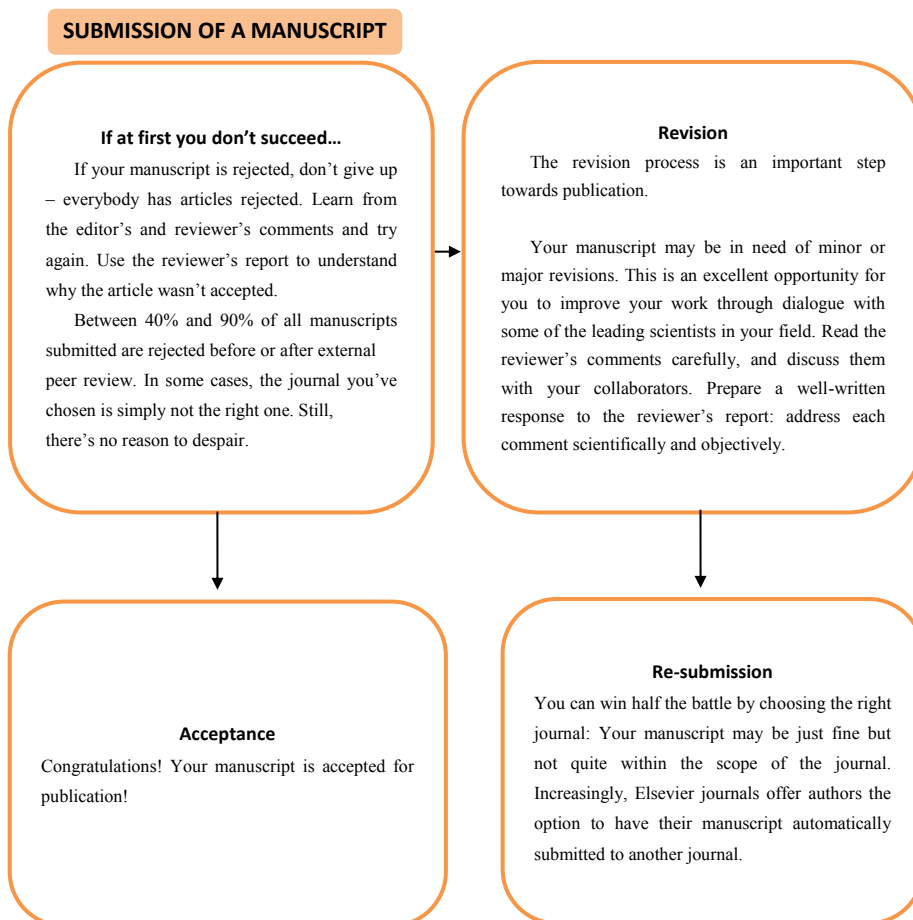 SUBMISSION OF A MANUSCRIPT
If at first you don’t succeed…
If your manuscript is rejected, don’t give up
– everybody has articles rejected. Learn from
the editor’s and reviewer’s comments and try
again. Use the reviewer’s report to understand
why the article wasn’t accepted.
Between 40% and 90% of all manuscripts
submitted are rejected before or after external
peer review. In some cases, the journal you’ve
chosen is simply not the right one. Still,
there’s no reason to despair.
Revision
The revision process is an important step
towards publication.
Your manuscript may be in need of minor or
major revisions. This is an excellent opportunity for
you to improve your work through dialogue with
some of the leading scientists in your field. Read the
reviewer’s comments carefully, and discuss them
with your collaborators. Prepare a well-written
response to the reviewer’s report: address each
comment scientifically and objectively.
Acceptance
Congratulations! Your manuscript is accepted for
publication!
Re-submission
You can win half the battle by choosing the right
journal: Your manuscript may be just fine but
not quite within the scope of the journal.
Increasingly, Elsevier journals offer authors the
option to have their manuscript automatically
submitted to another journal.